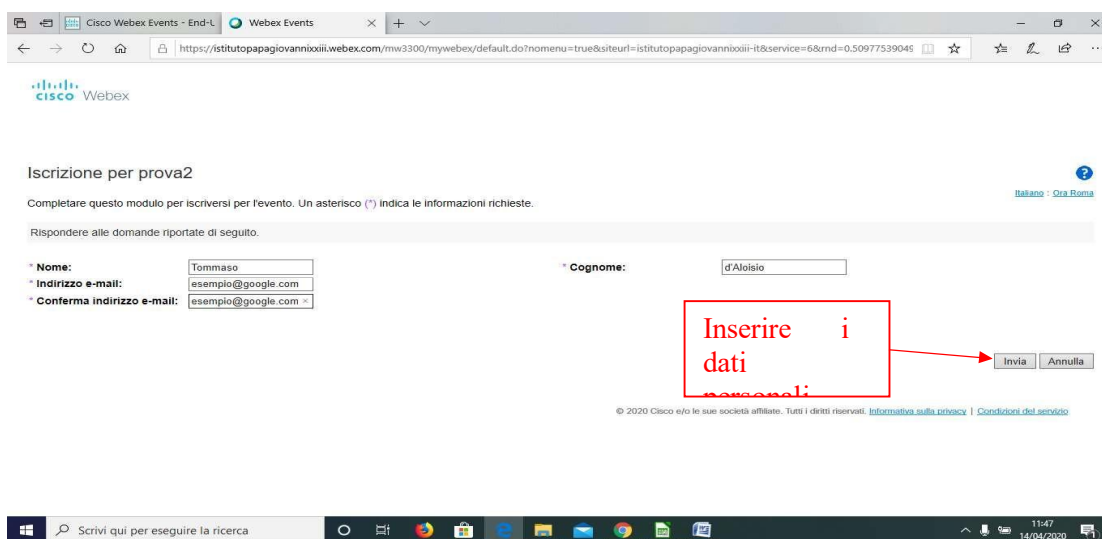 Cisco Webex Events - End-U
Webex Events
https://istitutopapagiovannixxiii.webex.com/mw3300/mywebex/default.do?nomenu=true&siteurl=istitutopapagiovannixxiii-it&service=6&rnd=0.50977539049
cisco Webex
Iscrizione per prova2
Italiano : Ora Roma
Completare questo modulo per iscriversi per l'evento. Un asterisco (*) indica le informazioni richieste.
Rispondere alle domande riportate di seguito.
* Nome: Tommaso * Cognome: d'Aloisio
* Indirizzo e-mail: esempio@google.com
* Conferma indirizzo e-mail: esempio@google.com ×
Inserire i
dati
personali
Invia Annulla
© 2020 Cisco e/o le sue società affiliate. Tutti i diritti riservati. Informativa sulla privacy | Condizioni del servizio
Scrivi qui per eseguire la ricerca
11:47
14/04/2020